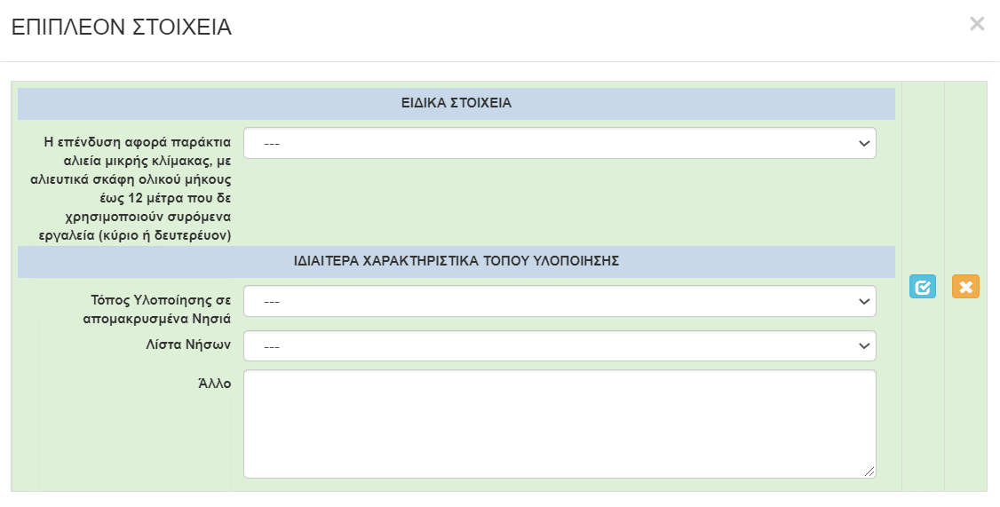 ΕΠΙΠΛΕΟΝ ΣΤΟΙΧΕΙΑ
ΕΙΔΙΚΑ ΣΤΟΙΧΕΙΑ
Η επένδυση αφορά παράκτια
αλιεία μικρής κλίμακας, με
αλιευτικά σκάφη ολικού μήκους
έως 12 μέτρα που δε
χρησιμοποιούν συρόμενα
εργαλεία (κύριο ή δευτερέυον)
---
ΙΔΙΑΙΤΕΡΑ ΧΑΡΑΚΤΗΡΙΣΤΙΚΑ ΤΟΠΟΥ ΥΛΟΠΟΙΗΣΗΣ
Τόπος Υλοποίησης σε
απομακρυσμένα Νησιά
---
Λίστα Νήσων
---
Άλλο